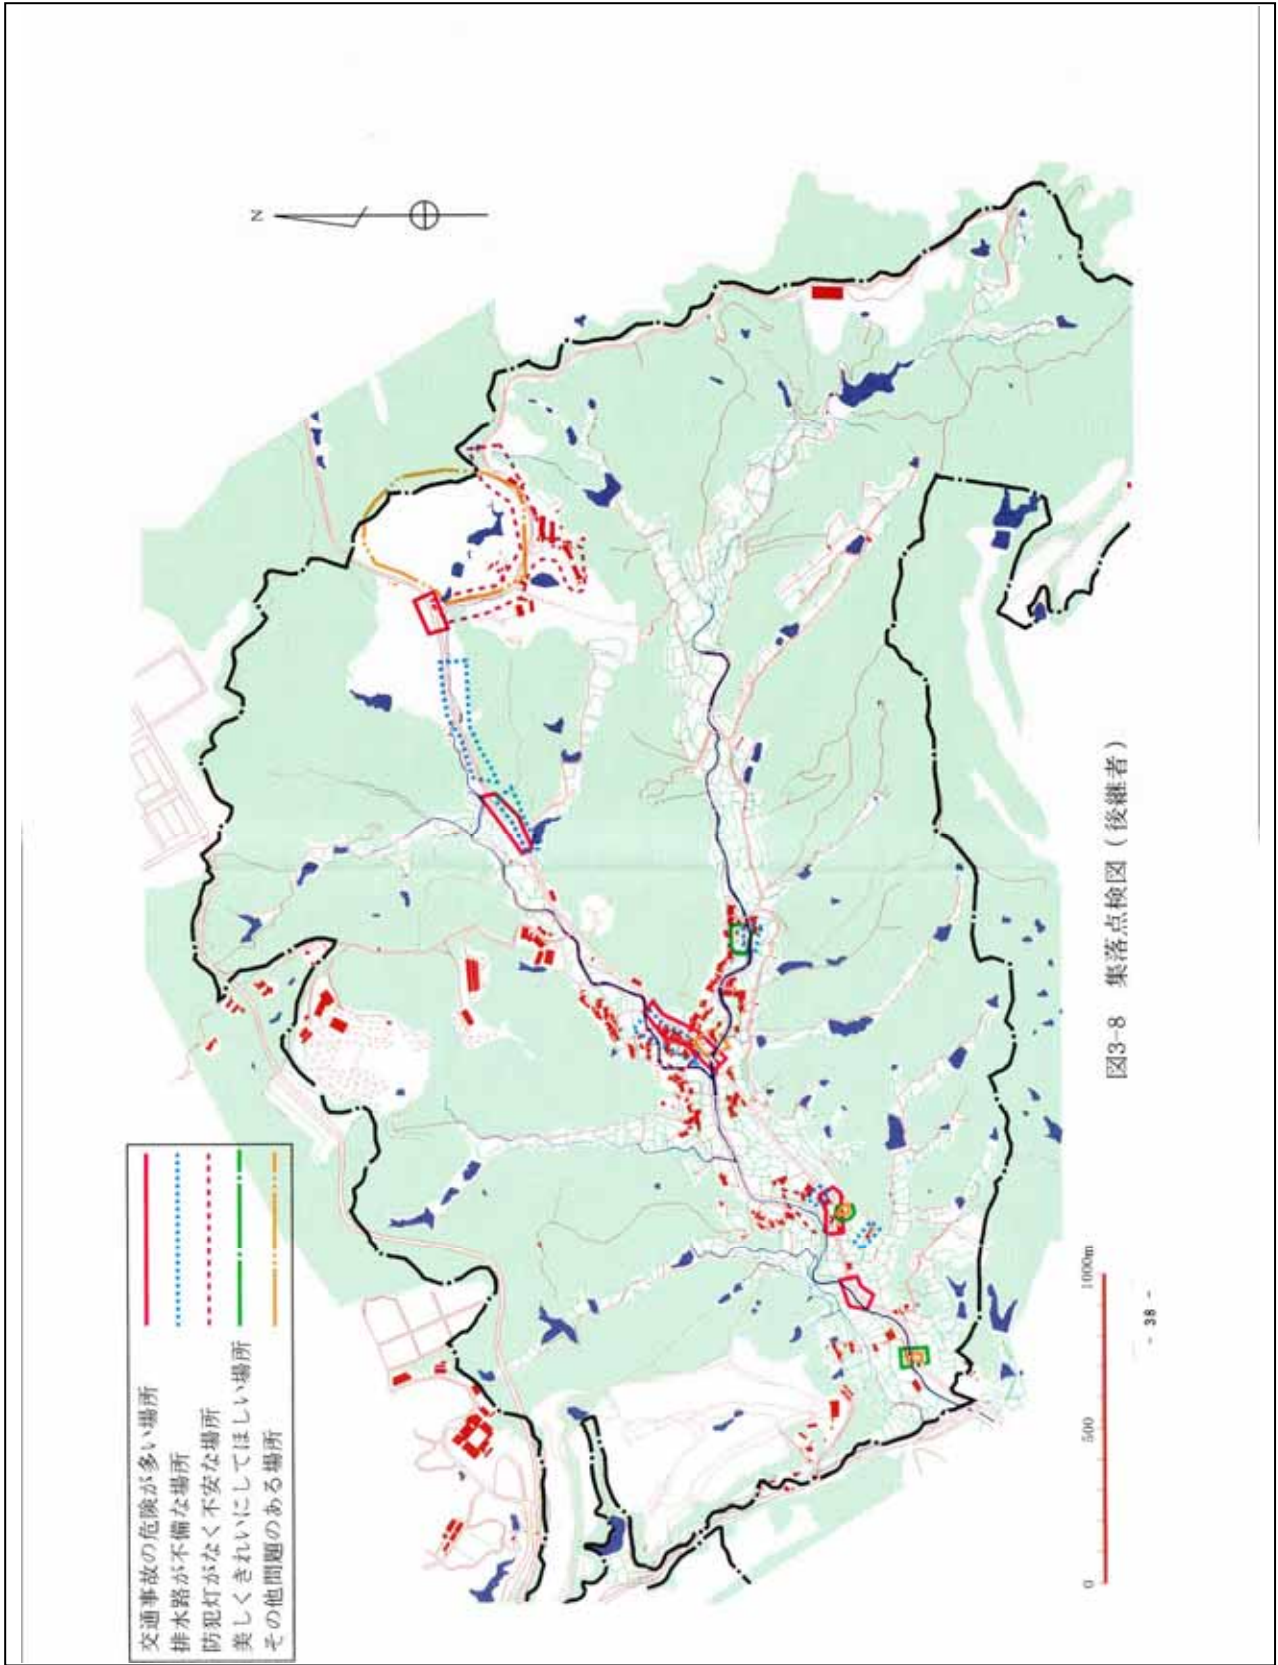 交通事故の危険が多い場所
排水路が不備な場所
防犯灯がなく不安な場所
美しくきれいにしてほしい場所
その他問題のある場所
N
0
500
1000m
図3-8 集落点検図（後継者）
- 38 -